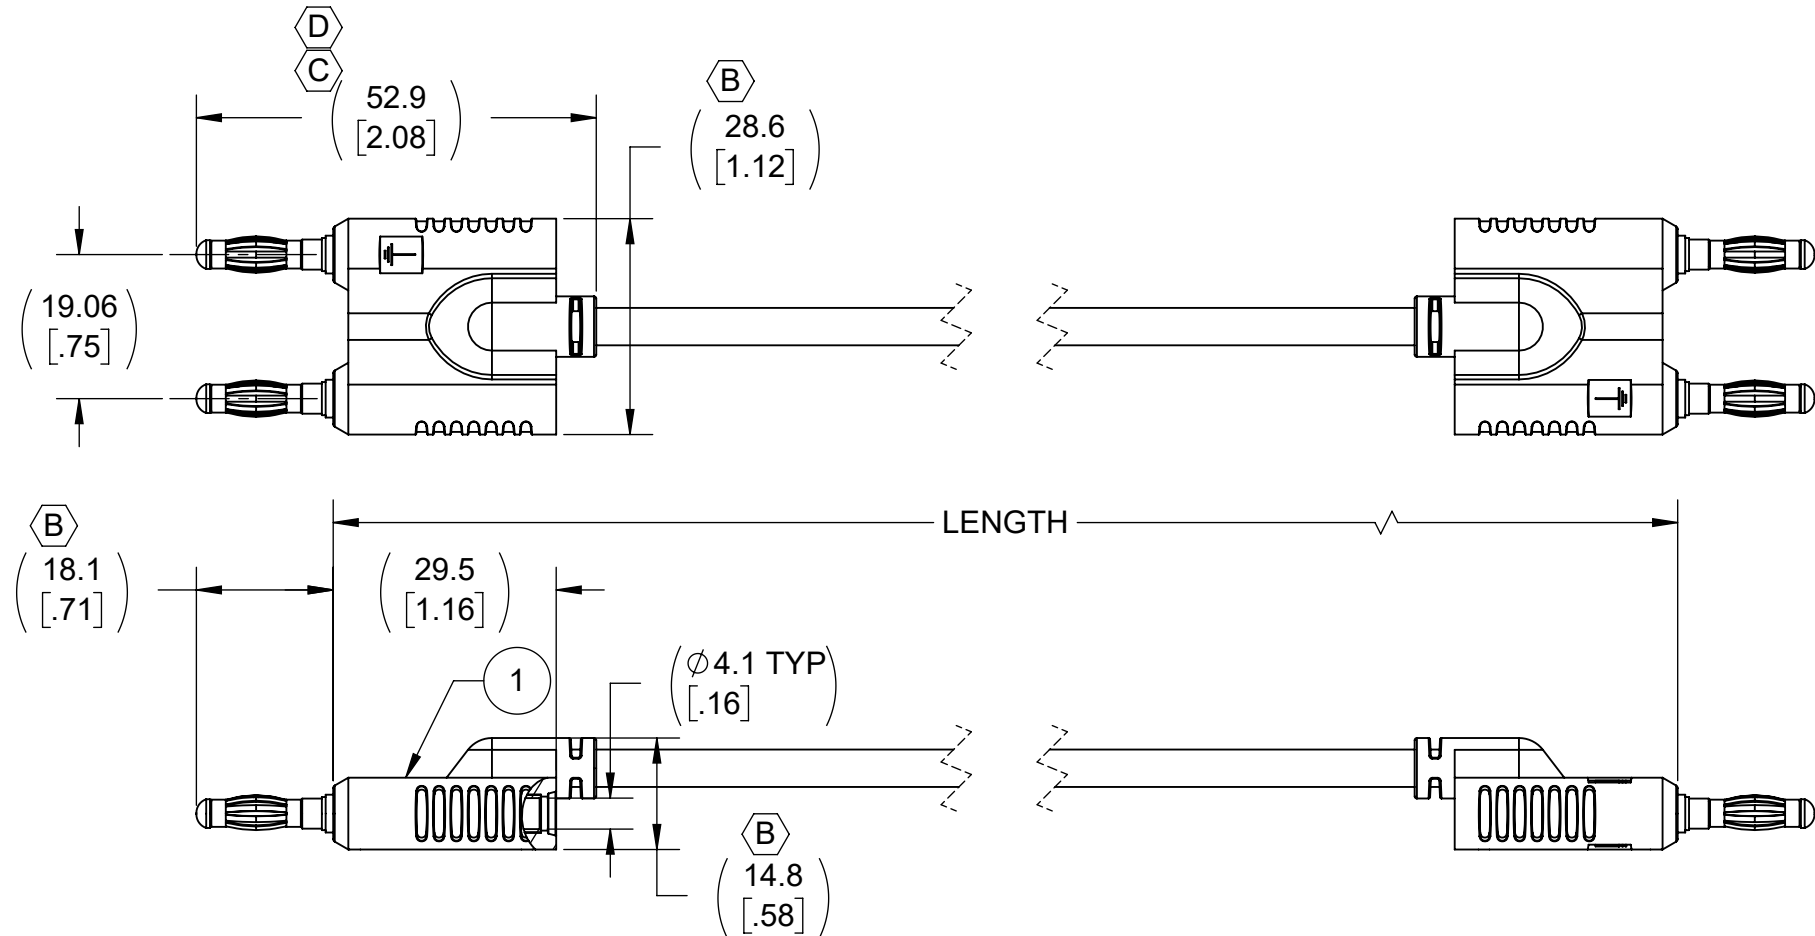 D
C
52.9
[2.08]
B
28.6
[1.12]
19.06
[.75]
B
18.1
[.71]
LENGTH
29.5
[1.16]
1
⌀4.1 TYP
[.16]
B
14.8
[.58]